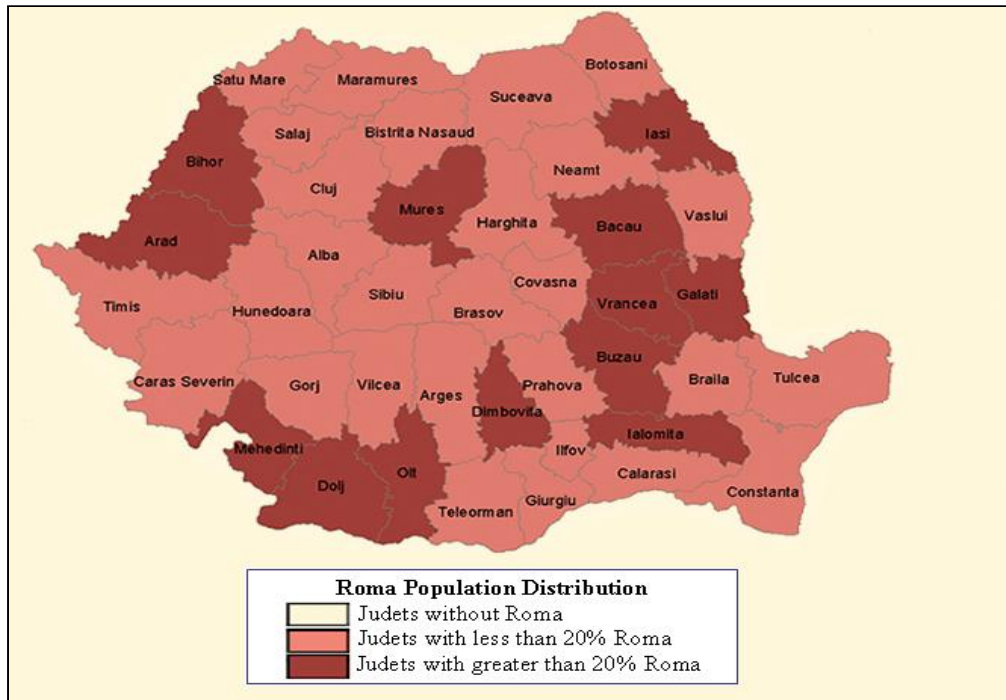 Botosani
Satu Mare
Maramures
Suceava
Iasi
Salaj
Bistrita Nasaud
Bihor
Neamt
Cluj
Mures
Vaslui
Harghita
Bacau
Arad
Alba
Covasna
Sibiu
Galati
Vrancea
Timis
Hunedoara
Brasov
Buzau
Tulcea
Braila
Caras Severin
Gorj
Vilcea
Prahova
Arges
Dimbovita
Ialomita
Mehedinti
Ilfov
Olt
Calarasi
Dolj
Constanta
Giurgiu
Teleorman
Roma Population Distribution
Judets without Roma
Judets with less than 20% Roma
Judets with greater than 20% Roma